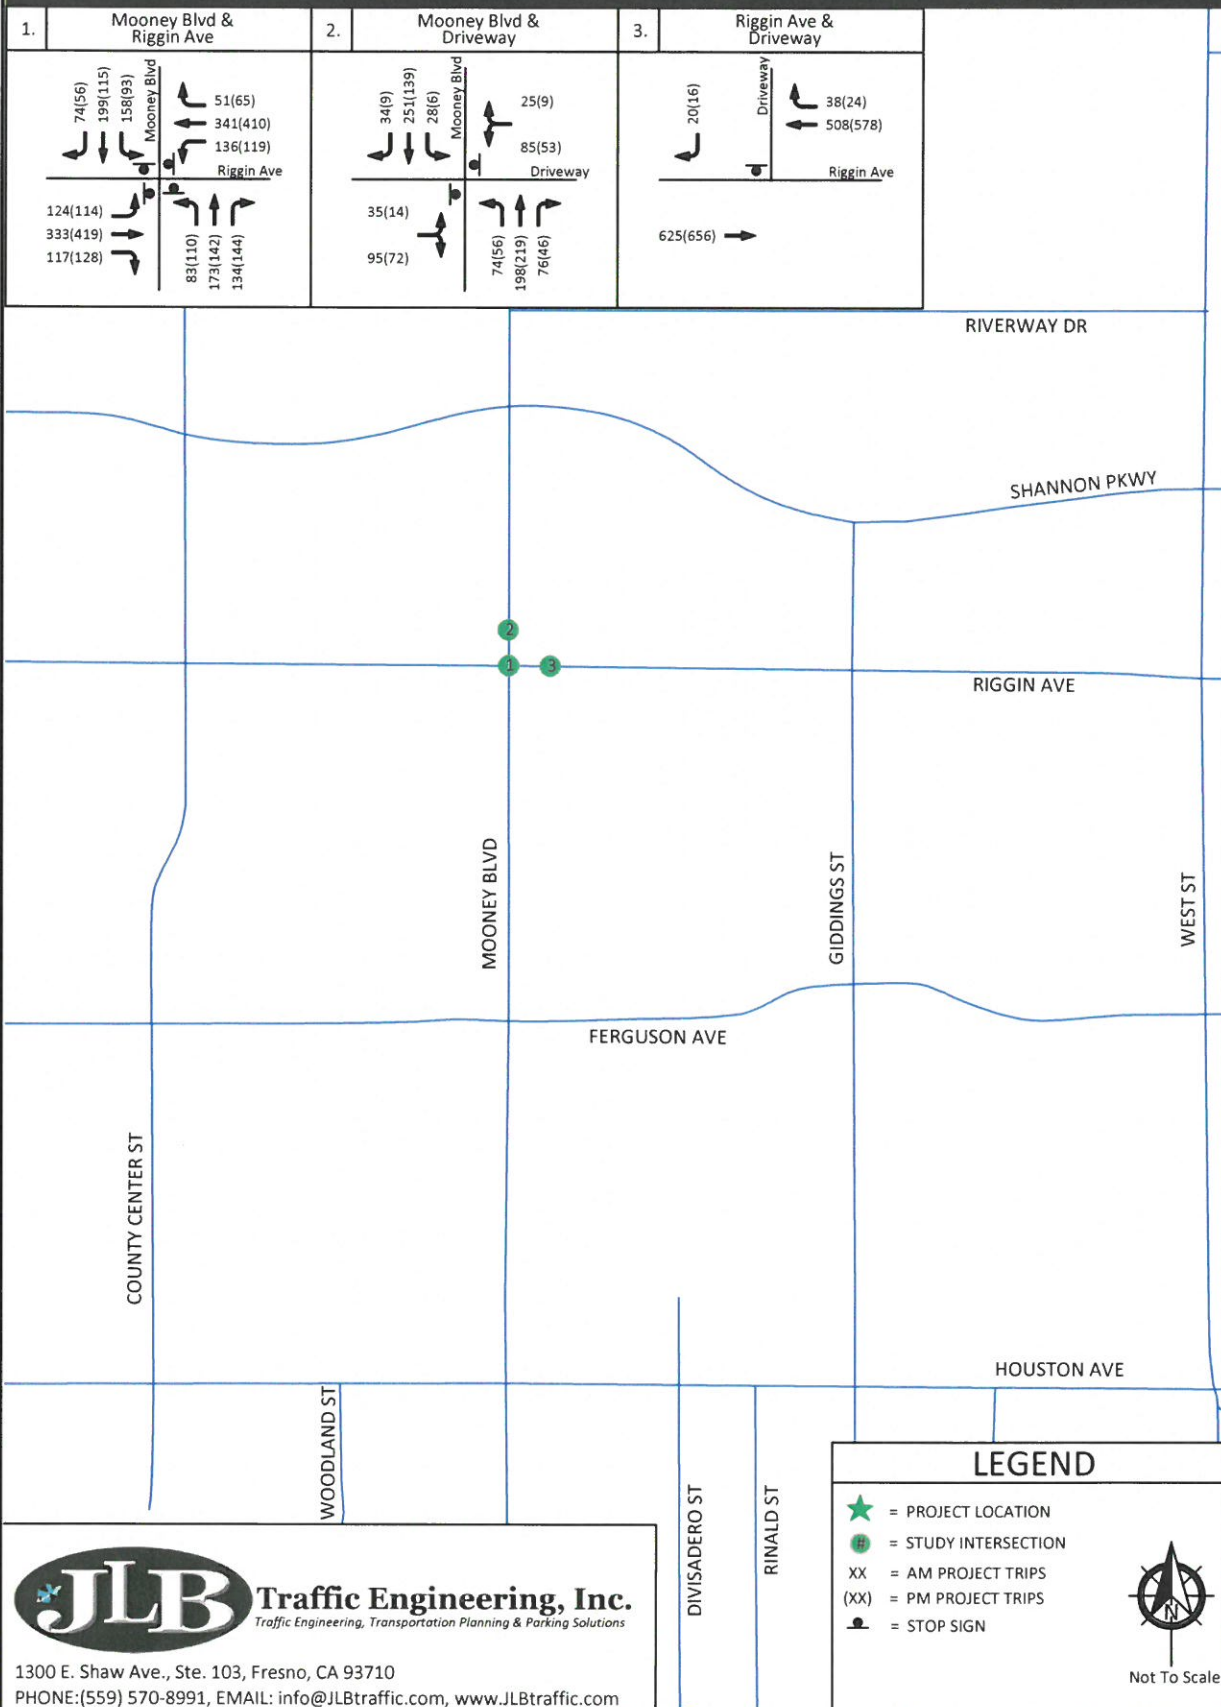 1.
Mooney Blvd &
Riggin Ave
2.
Mooney Blvd &
Driveway
3.
Riggin Ave &
Driveway
74(56)
199(115)
158(93)
Mooney Blvd
51(65)
341(410)
136(119)
Riggin Ave
124(114)
333(419)
117(128)
83(110)
173(142)
134(144)
34(9)
251(139)
28(6)
Mooney Blvd
25(9)
85(53)
Driveway
35(14)
95(72)
74(56)
198(219)
76(46)
20(16)
Driveway
38(24)
508(578)
Riggin Ave
625(656)
RIVERWAY DR
SHANNON PKWY
2
1
3
RIGGIN AVE
MOONEY BLVD
GIDDINGS ST
WEST ST
FERGUSON AVE
COUNTY CENTER ST
HOUSTON AVE
WOODLAND ST
DIVISADERO ST
RINALD ST
LEGEND
= PROJECT LOCATION
# = STUDY INTERSECTION
XX = AM PROJECT TRIPS
(XX) = PM PROJECT TRIPS
= STOP SIGN
N
Not To Scale
JLB Traffic Engineering, Inc.
Traffic Engineering, Transportation Planning & Parking Solutions
1300 E. Shaw Ave., Ste. 103, Fresno, CA 93710
PHONE:(559) 570-8991, EMAIL: info@JLBtraffic.com, www.JLBtraffic.com